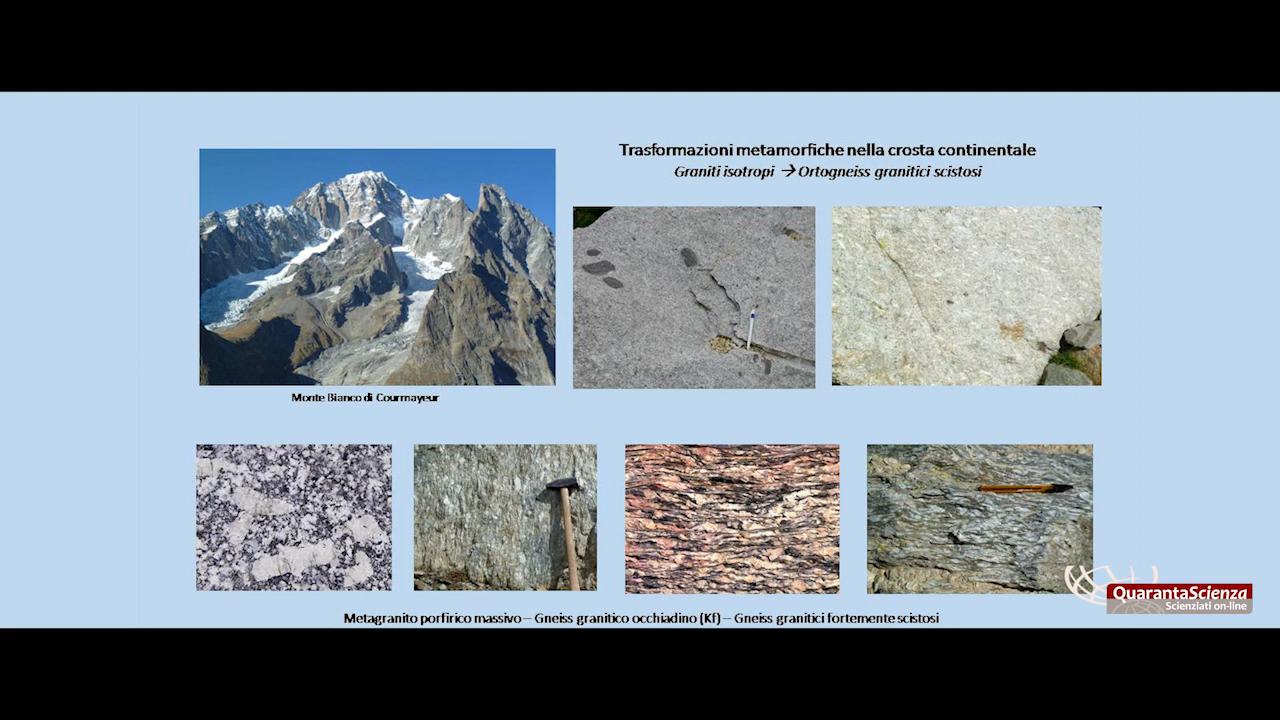 Trasformazioni metamorfiche nella crosta continentale
Graniti isotropi → Ortogneiss granitici scistosi
Monte Bianco di Courmayeur
Metagranito porfirico massivo – Gneiss granitico occhiadino (Kf) – Gneiss granitici fortemente scistosi
QuarantaScienza
Scienziati on-line